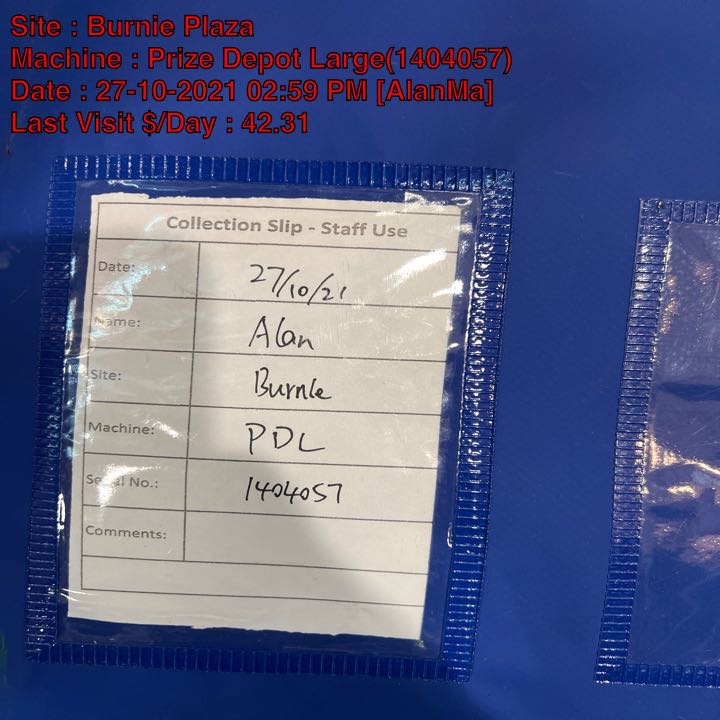 Site : Burnie Plaza
Machine : Prize Depot Large(1404057)
Date : 27-10-2021 02:59 PM [AlanMa]
Last Visit $/Day : 42.31
Collection Slip - Staff Use
Date: 27/10/21
Name: Alan
Site: Burnie
Machine: PDL
Serial No.: 1404057
Comments: